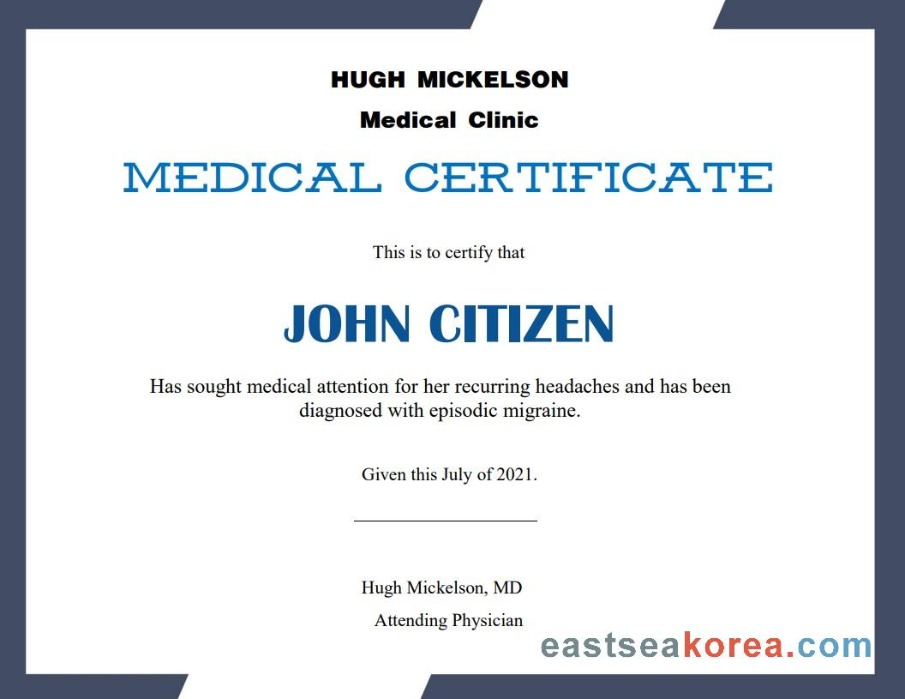 HUGH MICKELSON
Medical Clinic
MEDICAL CERTIFICATE
This is to certify that
JOHN CITIZEN
Has sought medical attention for her recurring headaches and has been
diagnosed with episodic migraine.
Given this July of 2021.
Hugh Mickelson, MD
Attending Physician
eastseakorea.com